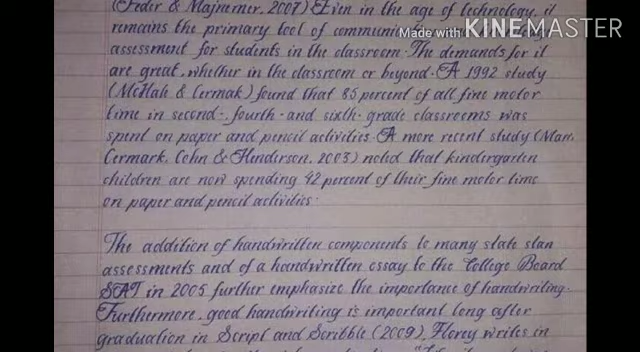 (Feder & Majnemer, 2007) Even in the age of technology, it
remains the primary tool of
Made with KINEMASTER
assessment for students in the classroom. The demands for it
are great, whether in the classroom or beyond. A 1992 study
(McHale & Cermak) found that 85 percent of all fine motor
time in second-, fourth- and sixth- grade classrooms was
spent on paper and pencil activities. A more recent study (Marr,
Cermark, Cohn & Henderson, 2003) noted that kindergarten
children are now spending 42 percent of their fine motor time
on paper and pencil activities.
The addition of handwritten components to many state stan
assessments and of a handwritten essay to the College Board
SAT in 2005 further emphasize the importance of handwriting.
Furthermore, good handwriting is important long after
graduation in Script and Scribble (2009), Florey writes in